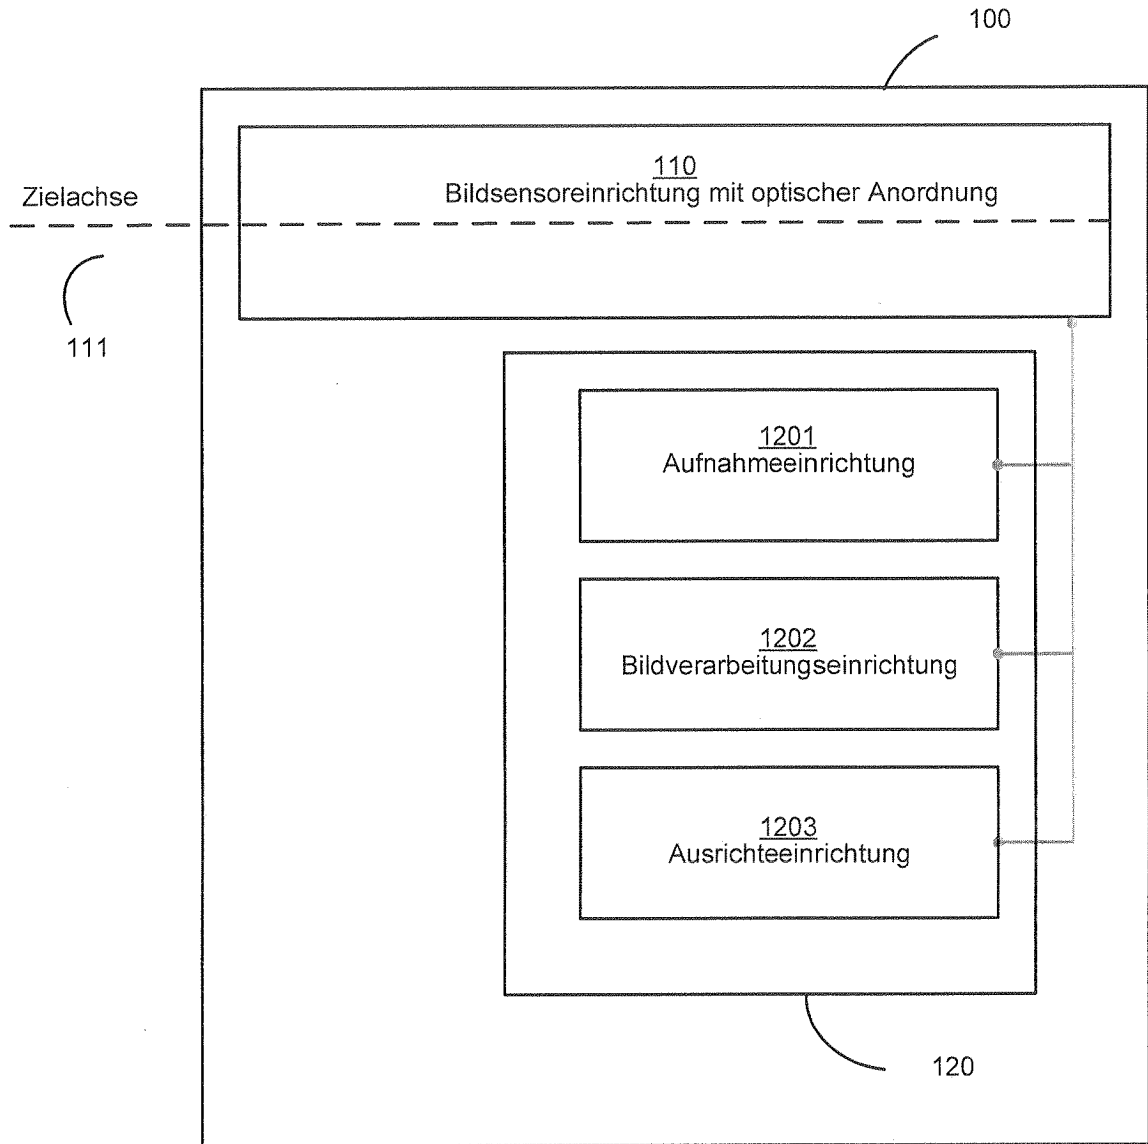 100
110
Bildsensoreinrichtung mit optischer Anordnung
Zielachse
111
1201
Aufnahmeeinrichtung
1202
Bildverarbeitungseinrichtung
1203
Ausrichteeinrichtung
120